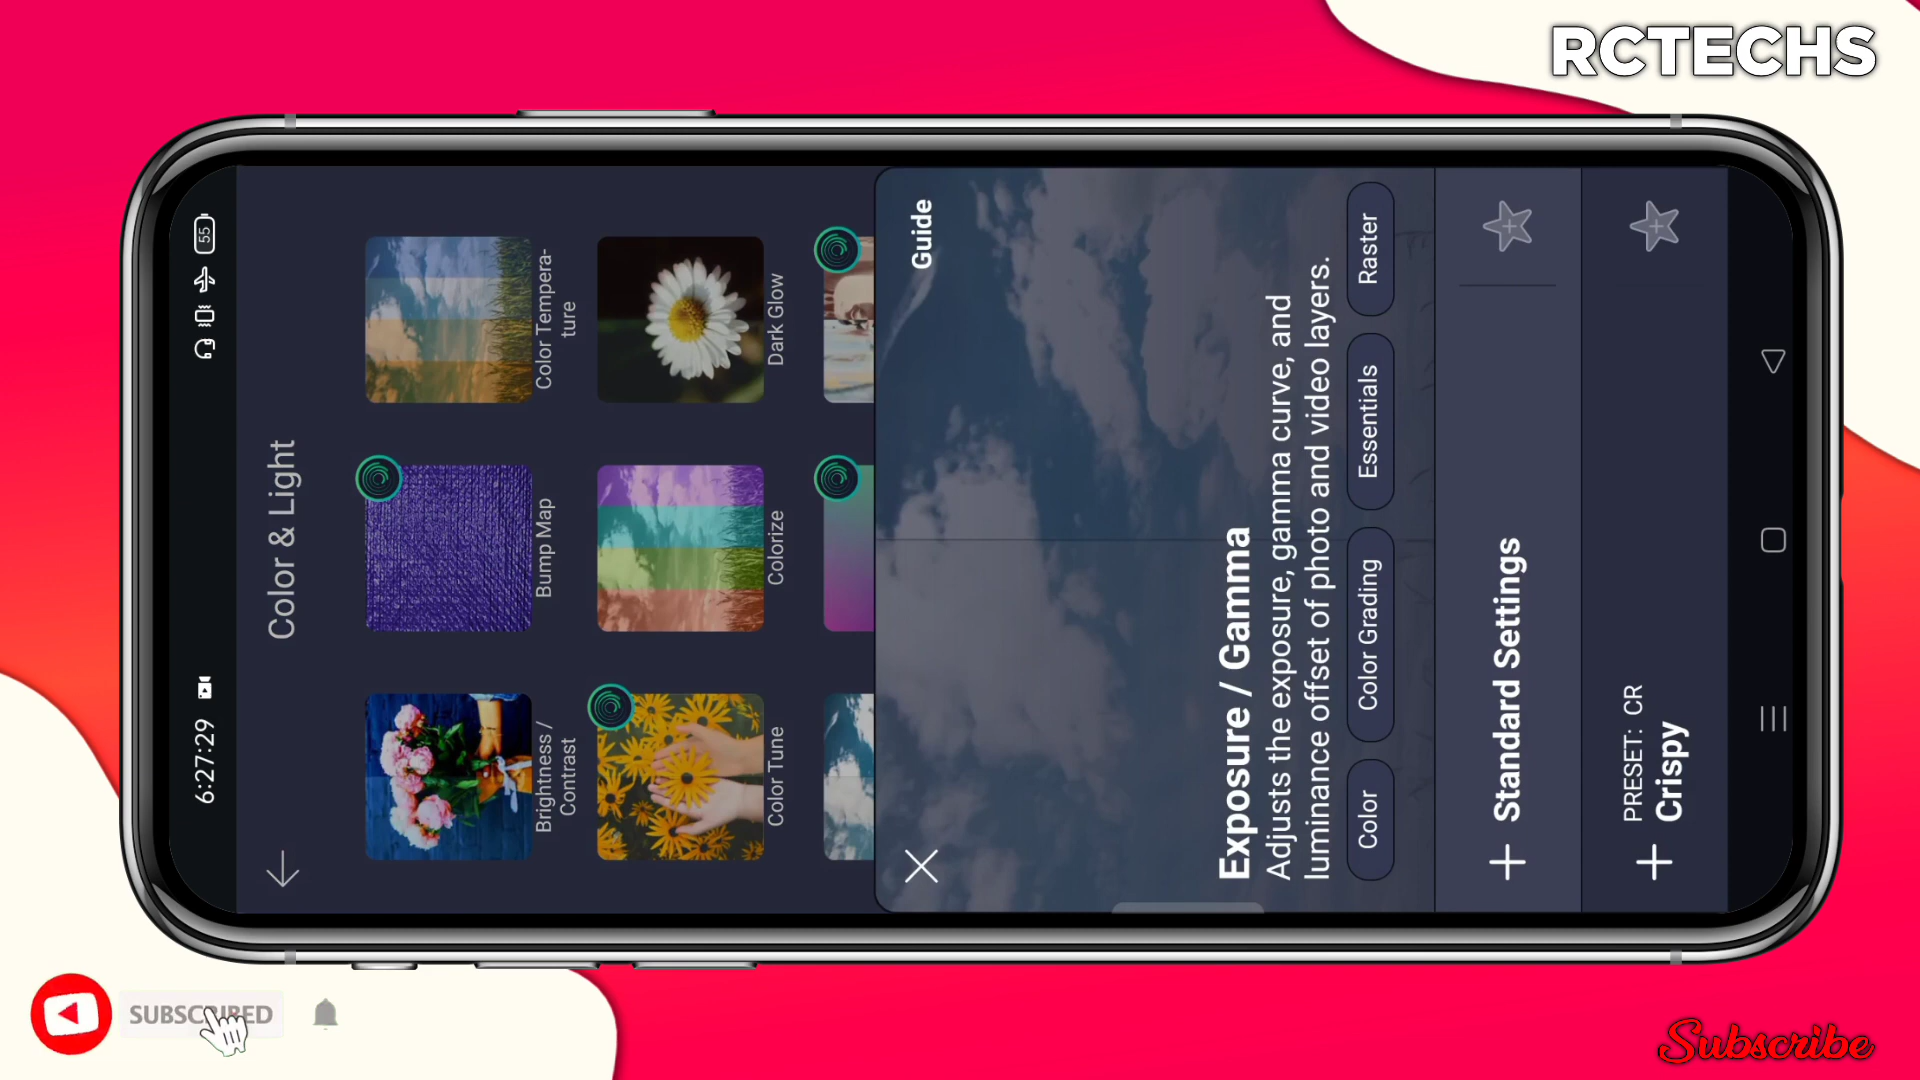 RCTECHS
6:27:29
55
Color & Light
Brightness /
Contrast
Bump Map
Color Tempera-
ture
Color Tune
Colorize
Dark Glow
Guide
Exposure / Gamma
Adjusts the exposure, gamma curve, and
luminance offset of photo and video layers.
Color
Color Grading
Essentials
Raster
Standard Settings
PRESET: CR
Crispy
SUBSCRIBED
Subscribe